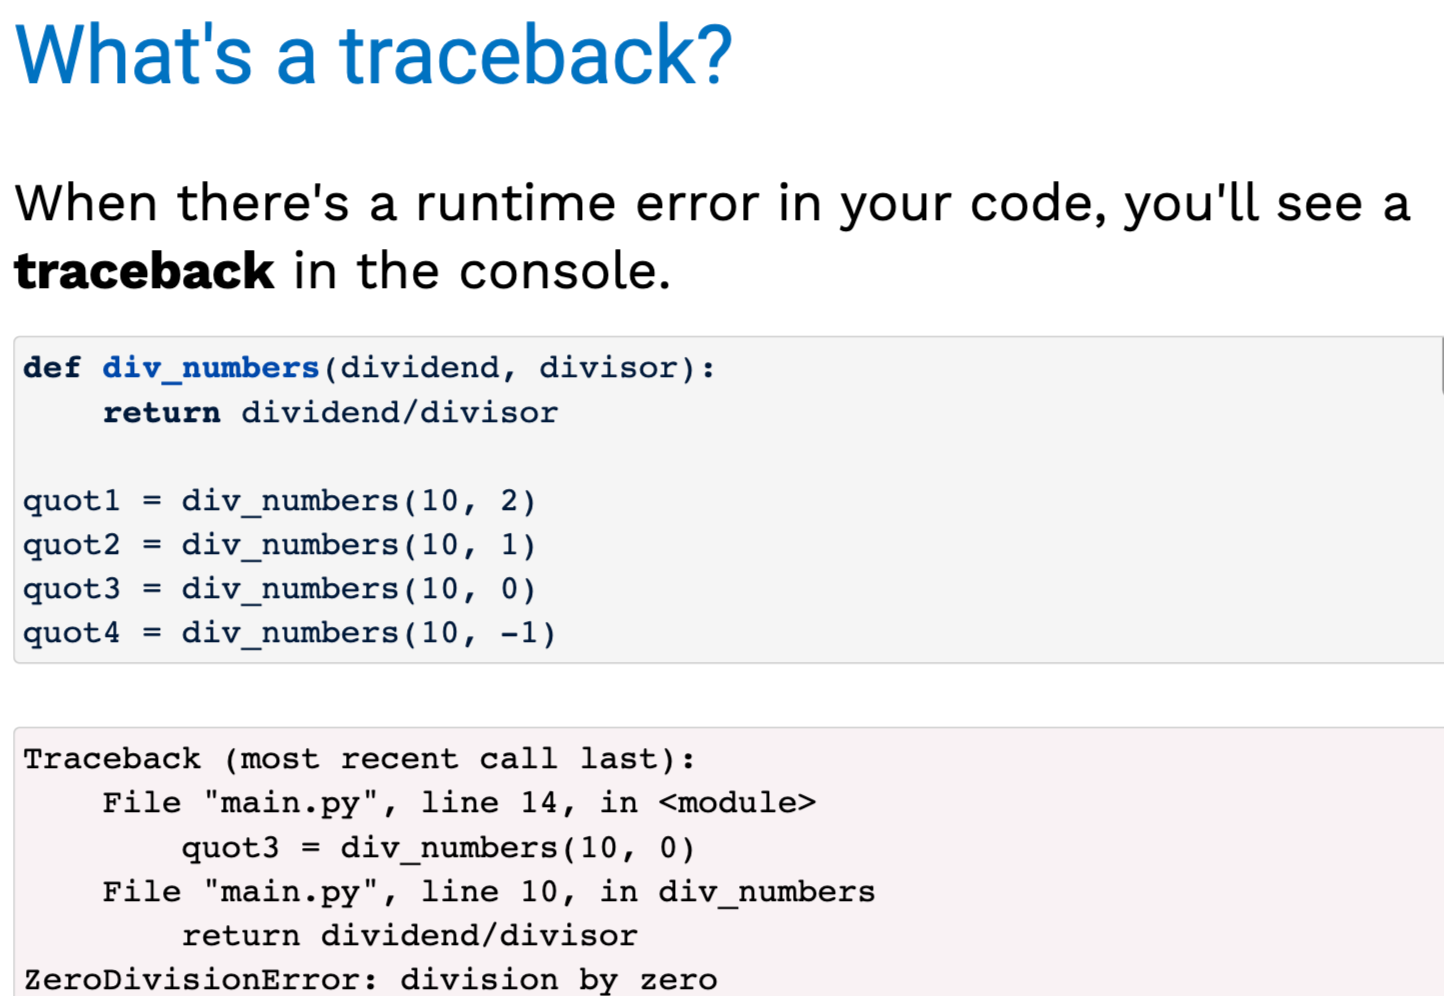 What's a traceback?
When there's a runtime error in your code, you'll see a
traceback in the console.
def div_numbers(dividend, divisor):
    return dividend/divisor
quot1 = div_numbers(10, 2)
quot2 = div_numbers(10, 1)
quot3 = div_numbers(10, 0)
quot4 = div_numbers(10, -1)
Traceback (most recent call last):
    File "main.py", line 14, in <module>
        quot3 = div_numbers(10, 0)
    File "main.py", line 10, in div_numbers
        return dividend/divisor
ZeroDivisionError: division by zero